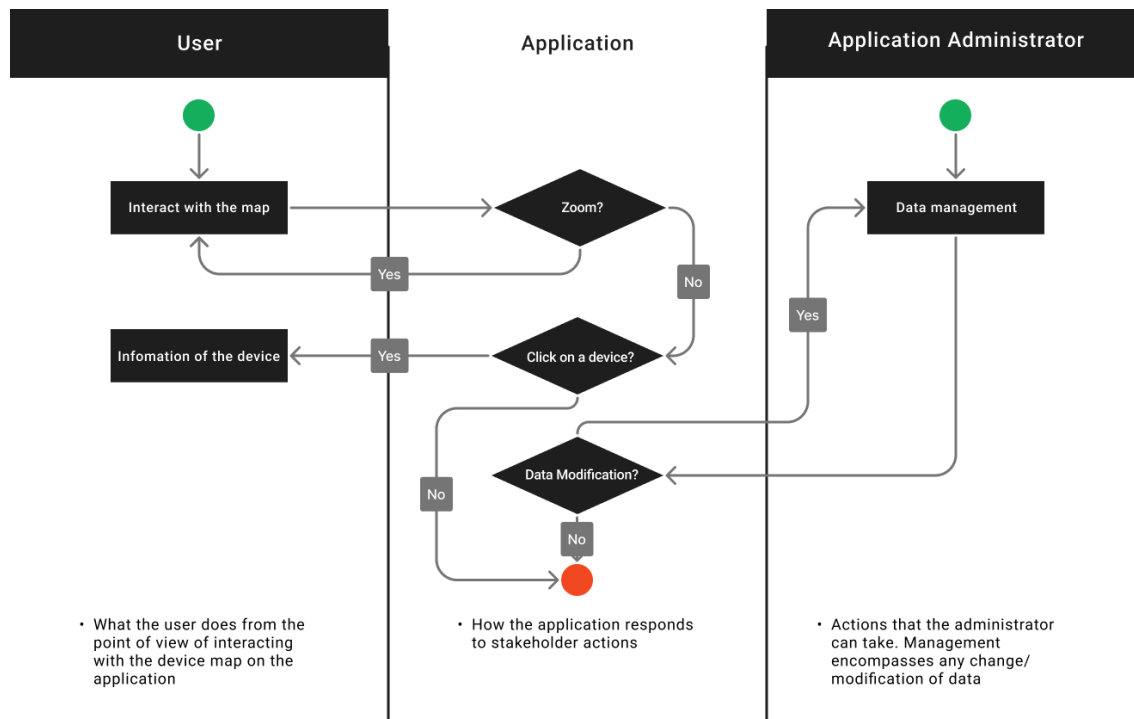 User
Application
Application Administrator
Interact with the map
Zoom?
Data management
Yes
No
Yes
Infomation of the device
Yes
Click on a device?
Data Modification?
No
No
• What the user does from the
point of view of interacting
with the device map on the
application
• How the application responds
to stakeholder actions
• Actions that the administrator
can take. Management
encompasses any change/
modification of data